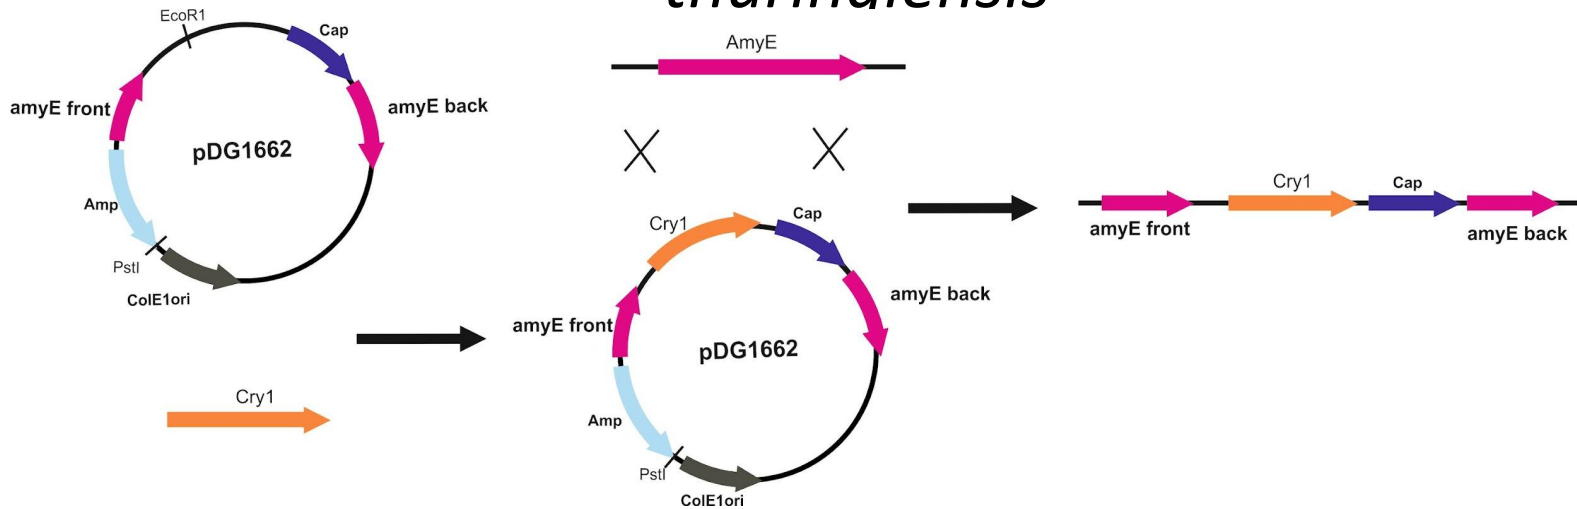 thuringiensis
EcoR1
Cap
amyE front
amyE back
pDG1662
Amp
PstI
ColE1ori
Cry1
AmyE
Cry1
Cap
amyE front
amyE back
pDG1662
Amp
PstI
ColE1ori
Cry1
Cap
amyE front
amyE back